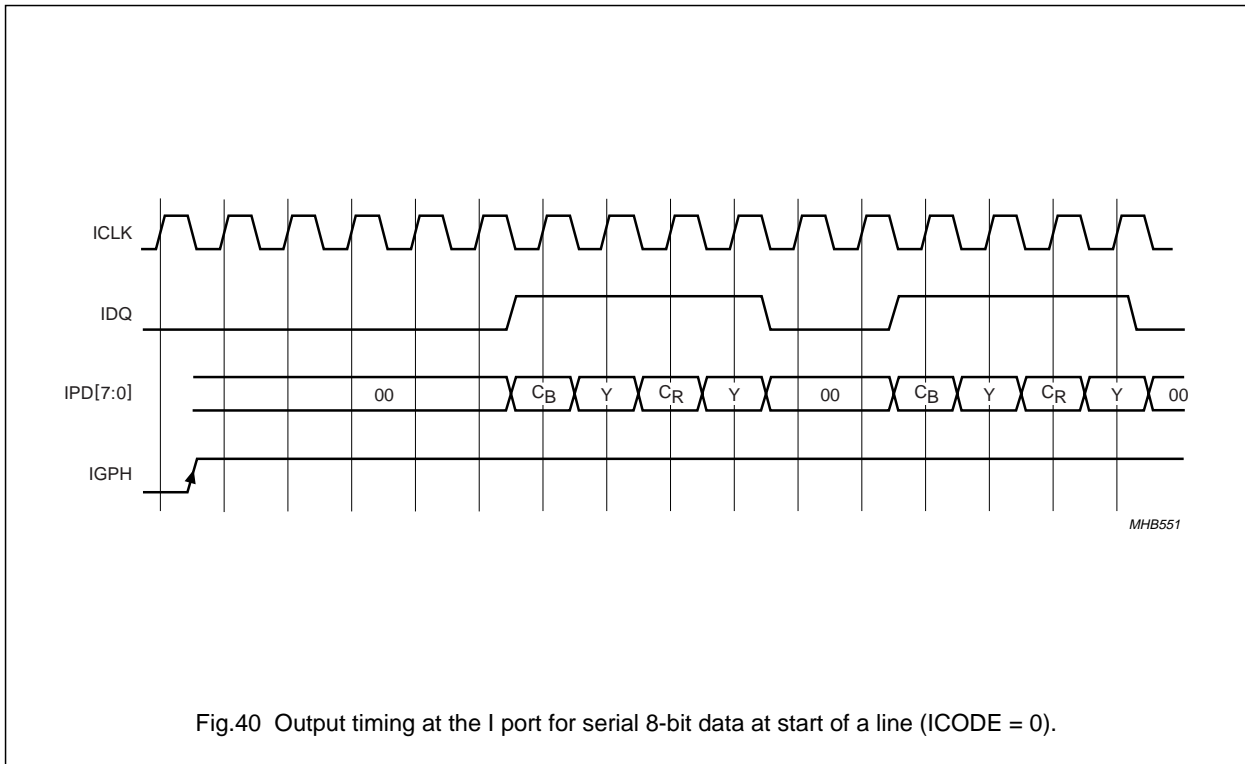 ICLK
IDQ
IPD[7:0] 00 CB Y CR Y 00 CB Y CR Y 00
IGPH
MHB551
Fig.40 Output timing at the I port for serial 8-bit data at start of a line (ICODE = 0).